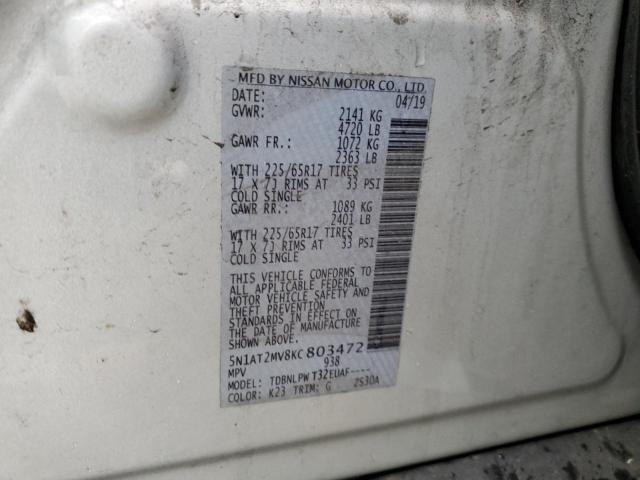 MFD BY NISSAN MOTOR CO., LTD.
DATE: 04/19
GVWR: 2141 KG
4720 LB
GAWR FR.: 1072 KG
2363 LB
WITH 225/65R17 TIRES
17 X 7J RIMS AT 33 PSI
COLD SINGLE
GAWR RR.: 1089 KG
2401 LB
WITH 225/65R17 TIRES
17 X 7J RIMS AT 33 PSI
COLD SINGLE
THIS VEHICLE CONFORMS TO
ALL APPLICABLE FEDERAL
MOTOR VEHICLE SAFETY AND
THEFT PREVENTION
STANDARDS IN EFFECT ON
THE DATE OF MANUFACTURE
SHOWN ABOVE.
5N1AT2MV8KC803472
938
MPV
MODEL: TDBNLPW T32EUAF----
COLOR: K23 TRIM: G 2S30A